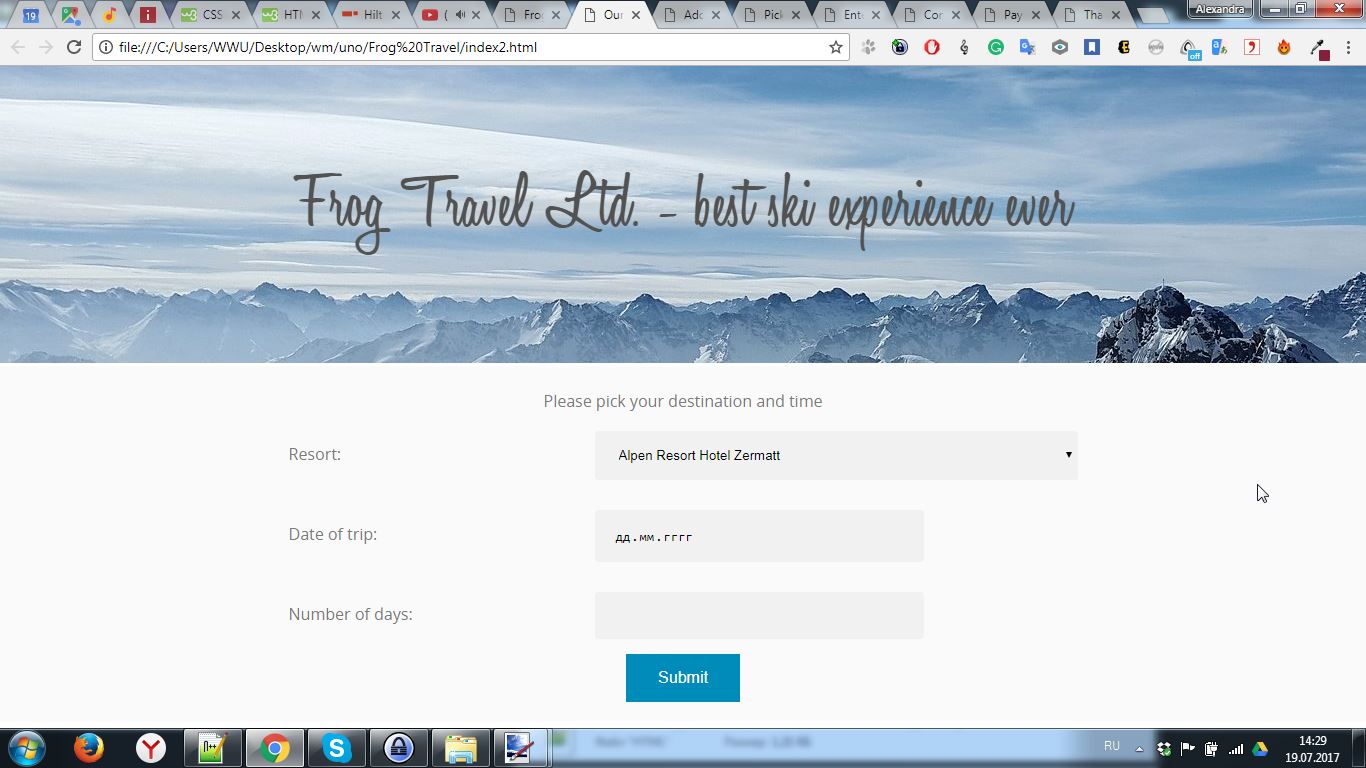 19
CSS
HTM
Hilt
(
Fro
Our
Add
Pic
Ente
Cor
Pay
Tha
Alexandra
file:///C:/Users/WWU/Desktop/wm/uno/Frog%20Travel/index2.html
off
Frog Travel Ltd. - best ski experience ever
Please pick your destination and time
Resort:
Alpen Resort Hotel Zermatt
Date of trip:
дд.мм.гггг
Number of days:
Submit
RU
14:29
19.07.2017